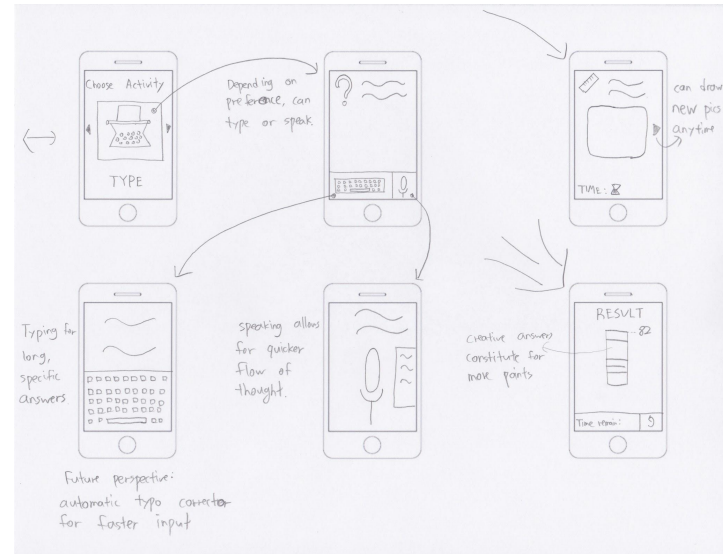 Choose Activity
TYPE
Depending on
preference, can
type or speak.
can draw
new pics
anytime
TIME:
Typing for
long,
specific
answers
speaking allows
for quicker
flow of
thought.
creative answers
constitute for
more points
RESULT
82
Time remain:
Future perspective:
automatic typo corrector
for faster input